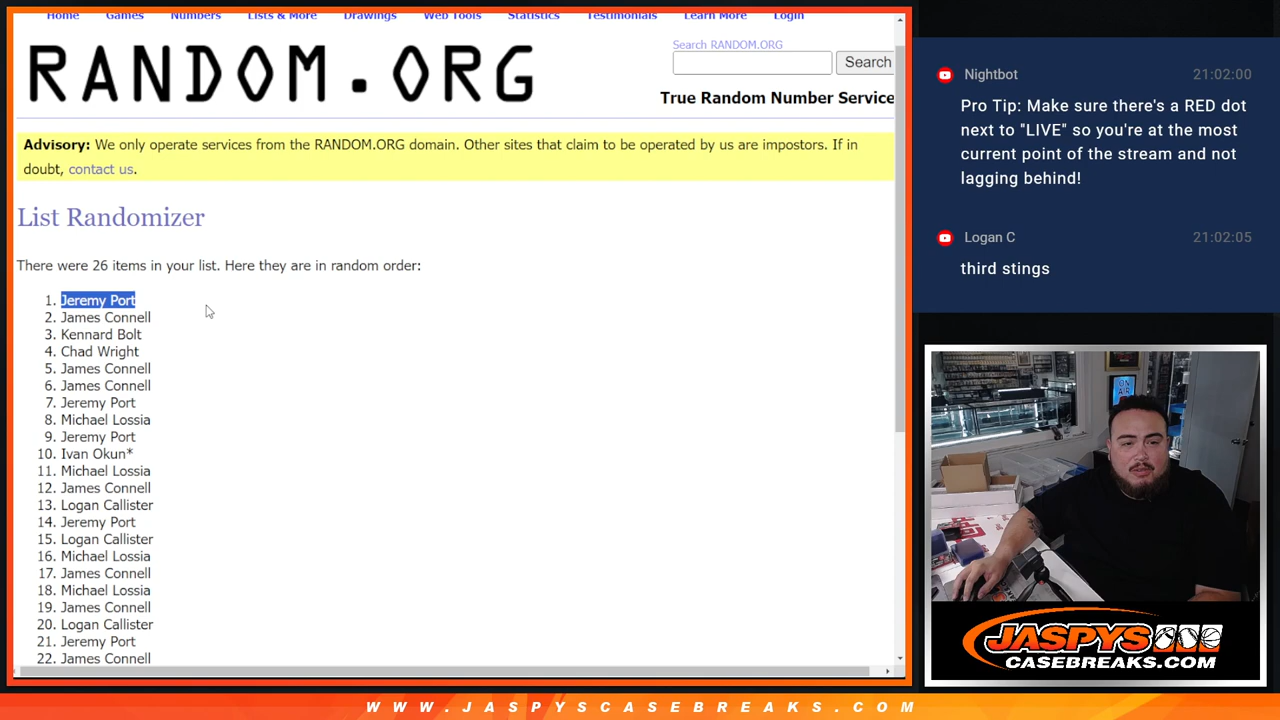 Home Games Numbers Lists & More Drawings Web Tools Statistics Testimonials Learn More Login
RANDOM.ORG
Search RANDOM.ORG
Search
True Random Number Service
Advisory: We only operate services from the RANDOM.ORG domain. Other sites that claim to be operated by us are impostors. If in
doubt, contact us.
List Randomizer
There were 26 items in your list. Here they are in random order:
1. Jeremy Port
2. James Connell
3. Kennard Bolt
4. Chad Wright
5. James Connell
6. James Connell
7. Jeremy Port
8. Michael Lossia
9. Jeremy Port
10. Ivan Okun*
11. Michael Lossia
12. James Connell
13. Logan Callister
14. Jeremy Port
15. Logan Callister
16. Michael Lossia
17. James Connell
18. Michael Lossia
19. James Connell
20. Logan Callister
21. Jeremy Port
22. James Connell
Nightbot 21:02:00
Pro Tip: Make sure there's a RED dot
next to "LIVE" so you're at the most
current point of the stream and not
lagging behind!
Logan C 21:02:05
third stings
ON
AIR
JASPYS
CASEBREAKS.COM
WWW.JASPYSCASEBREAKS.COM